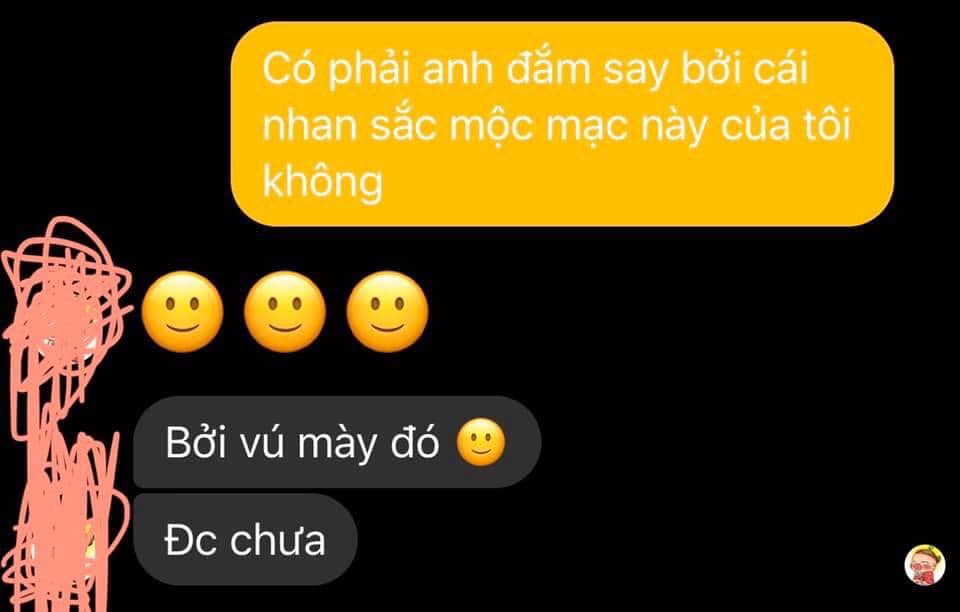 Có phải anh đắm say bởi cái
nhan sắc mộc mạc này của tôi
không
🙂 🙂 🙂
Bởi vú mày đó 🙂
Đc chưa